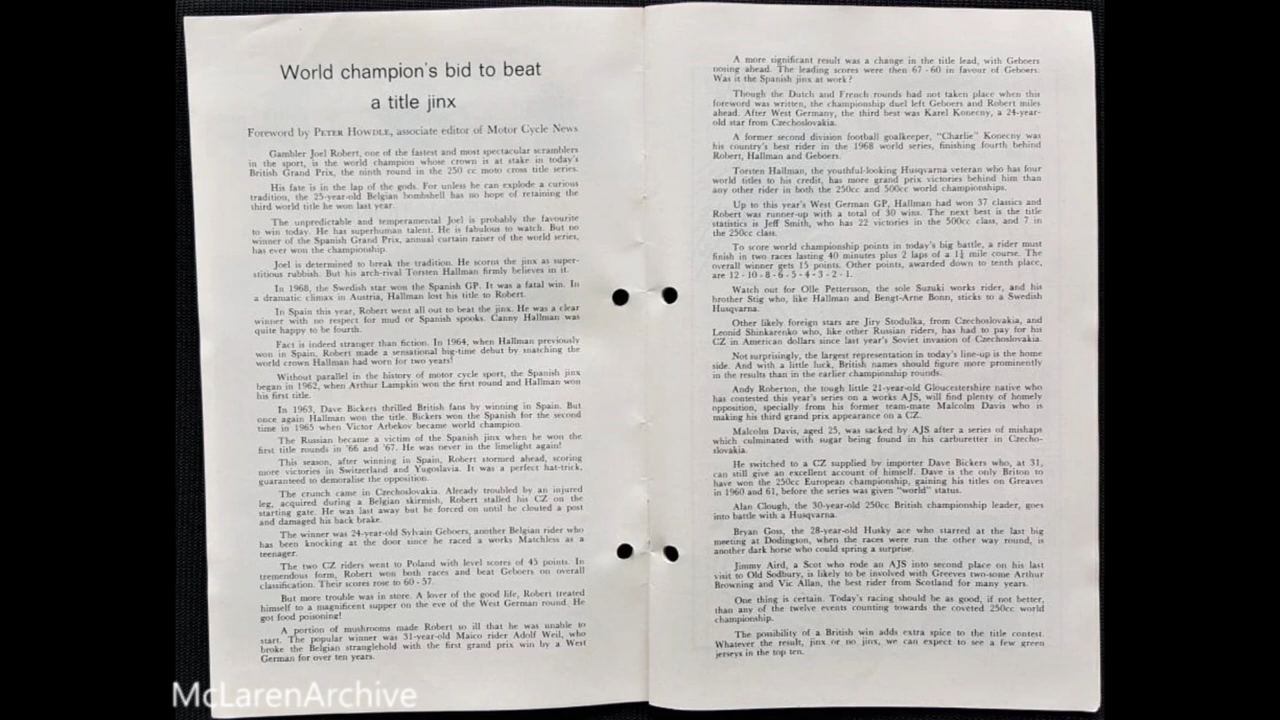 World champion's bid to beat
a title jinx
Foreword by PETER HOWDLE, associate editor of Motor Cycle News
Gambler Joel Robert, one of the fastest and most spectacular scramblers
in the sport, is the world champion whose crown is at stake in today's
British Grand Prix, the ninth round in the 250 cc moto cross title series.
His fate is in the lap of the gods. For unless he can explode a curious
tradition, the 25-year-old Belgian bombshell has no hope of retaining the
third world title he won last year.
The unpredictable and temperamental Joel is probably the favourite
to win today. He has superhuman talent. He is fabulous to watch. But no
winner of the Spanish Grand Prix, annual curtain raiser of the world series,
has ever won the championship.
Joel is determined to break the tradition. He scorns the jinx as super-
stitious rubbish. But his arch-rival Torsten Hallman firmly believes in it.
In 1968, the Swedish star won the Spanish GP. It was a fatal win. In
a dramatic climax in Austria, Hallman lost his title to Robert.
In Spain this year, Robert went all out to beat the jinx. He was a clear
winner with no respect for mud or Spanish spooks. Canny Hallman was
quite happy to be fourth.
Fact is indeed stranger than fiction. In 1964, when Hallman previously
won in Spain, Robert made a sensational big-time debut by snatching the
world crown Hallman had worn for two years!
Without parallel in the history of motor cycle sport, the Spanish jinx
began in 1962, when Arthur Lampkin won the first round and Hallman won
his first title.
In 1963, Dave Bickers thrilled British fans by winning in Spain. But
once again Hallman won the title. Bickers won the Spanish for the second
time in 1965 when Victor Arbekov became world champion.
The Russian became a victim of the Spanish jinx when he won the
first title rounds in '66 and '67. He was never in the limelight again!
This season, after winning in Spain, Robert stormed ahead, scoring
more victories in Switzerland and Yugoslavia. It was a perfect hat-trick,
guaranteed to demoralise the opposition.
The crunch came in Czechoslovakia. Already troubled by an injured
leg, acquired during a Belgian skirmish, Robert stalled his CZ on the
starting gate. He was last away but he forced on until he clouted a post
and damaged his back brake.
The winner was 24-year-old Sylvain Geboers, another Belgian rider who
has been knocking at the door since he raced a works Matchless as a
teenager.
The two CZ riders went to Poland with level scores of 45 points. In
tremendous form, Robert won both races and beat Geboers on overall
classification. Their scores rose to 60 - 57.
But more trouble was in store. A lover of the good life, Robert treated
himself to a magnificent supper on the eve of the West German round. He
got food poisoning!
A portion of mushrooms made Robert so ill that he was unable to
start. The popular winner was 31-year-old Maico rider Adolf Weil, who
broke the Belgian stranglehold with the first grand prix win by a West
German for over ten years.
A more significant result was a change in the title lead, with Geboers
nosing ahead. The leading scores were then 67 - 60 in favour of Geboers.
Was it the Spanish jinx at work?
Though the Dutch and French rounds had not taken place when this
foreword was written, the championship duel left Geboers and Robert miles
ahead. After West Germany, the third best was Karel Konecny, a 24-year-
old star from Czechoslovakia.
A former second division football goalkeeper, "Charlie" Konecny was
his country's best rider in the 1968 world series, finishing fourth behind
Robert, Hallman and Geboers.
Torsten Hallman, the youthful-looking Husqvarna veteran who has four
world titles to his credit, has more grand prix victories behind him than
any other rider in both the 250cc and 500cc world championships.
Up to this year's West German GP, Hallman had won 37 classics and
Robert was runner-up with a total of 30 wins. The next best is the title
statistics is Jeff Smith, who has 22 victories in the 500cc class, and 7 in
the 250cc class.
To score world championship points in today's big battle, a rider must
finish in two races lasting 40 minutes plus 2 laps of a 1¼ mile course. The
overall winner gets 15 points. Other points, awarded down to tenth place,
are 12 - 10 - 8 - 6 - 5 - 4 - 3 - 2 - 1.
Watch out for Olle Pettersson, the sole Suzuki works rider, and his
brother Stig who, like Hallman and Bengt-Arne Bonn, sticks to a Swedish
Husqvarna.
Other likely foreign stars are Jiry Stodulka, from Czechoslovakia, and
Leonid Shinkarenko who, like other Russian riders, has had to pay for his
CZ in American dollars since last year's Soviet invasion of Czechoslovakia.
Not surprisingly, the largest representation in today's line-up is the home
side. And with a little luck, British names should figure more prominently
in the results than in the earlier championship rounds.
Andy Roberton, the tough little 21-year-old Gloucestershire native who
has contested this year's series on a works AJS, will find plenty of homely
opposition, specially from his former team-mate Malcolm Davis who is
making his third grand prix appearance on a CZ.
Malcolm Davis, aged 25, was sacked by AJS after a series of mishaps
which culminated with sugar being found in his carburetter in Czecho-
slovakia.
He switched to a CZ supplied by importer Dave Bickers who, at 31,
can still give an excellent account of himself. Dave is the only Briton to
have won the 250cc European championship, gaining his titles on Greaves
in 1960 and 61, before the series was given "world" status.
Alan Clough, the 30-year-old 250cc British championship leader, goes
into battle with a Husqvarna.
Bryan Goss, the 28-year-old Husky ace who starred at the last big
meeting at Dodington, when the races were run the other way round, is
another dark horse who could spring a surprise.
Jimmy Aird, a Scot who rode an AJS into second place on his last
visit to Old Sodbury, is likely to be involved with Greeves two-some Arthur
Browning and Vic Allan, the best rider from Scotland for many years.
One thing is certain. Today's racing should be as good, if not better,
than any of the twelve events counting towards the coveted 250cc world
championship.
The possibility of a British win adds extra spice to the title contest.
Whatever the result, jinx or no jinx, we can expect to see a few green
jerseys in the top ten.
McLarenArchive